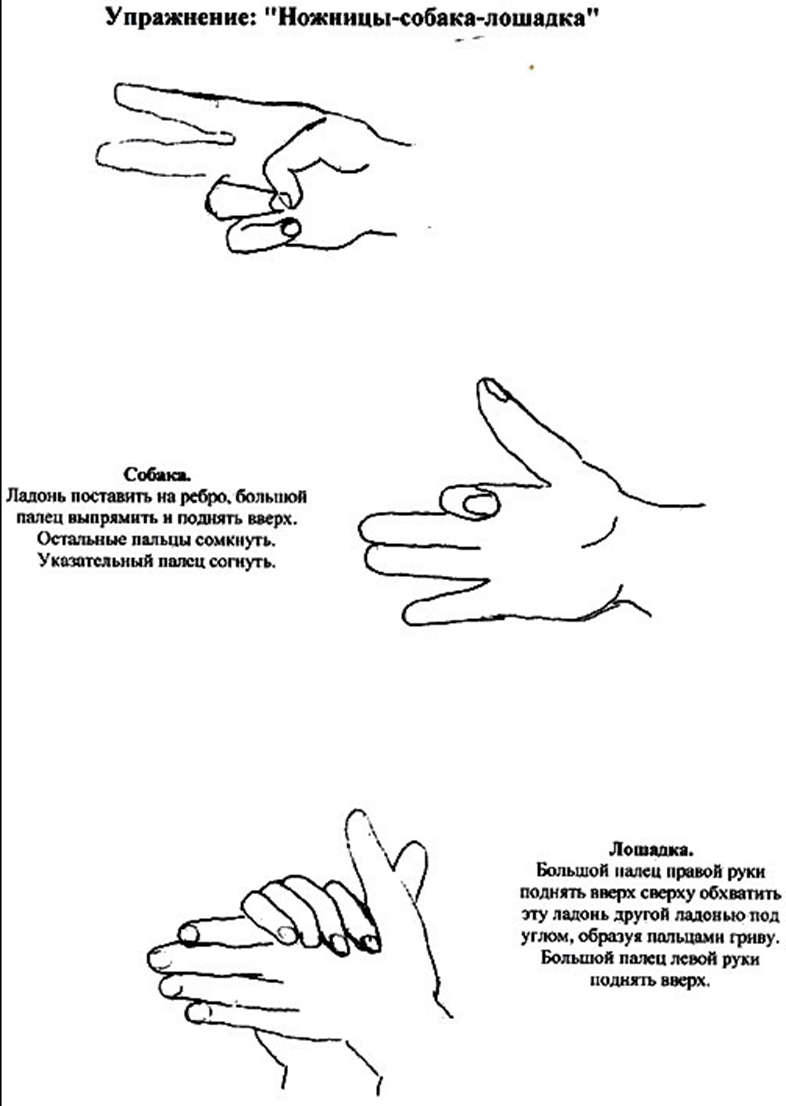 Упражнение: "Ножницы-собака-лошадка"
Собака.
Ладонь поставить на ребро, большой
палец выпрямить и поднять вверх.
Остальные пальцы сомкнуть.
Указательный палец согнуть.
Лошадка.
Большой палец правой руки
поднять вверх сверху обхватить
эту ладонь другой ладонью под
углом, образуя пальцами гриву.
Большой палец левой руки
поднять вверх.